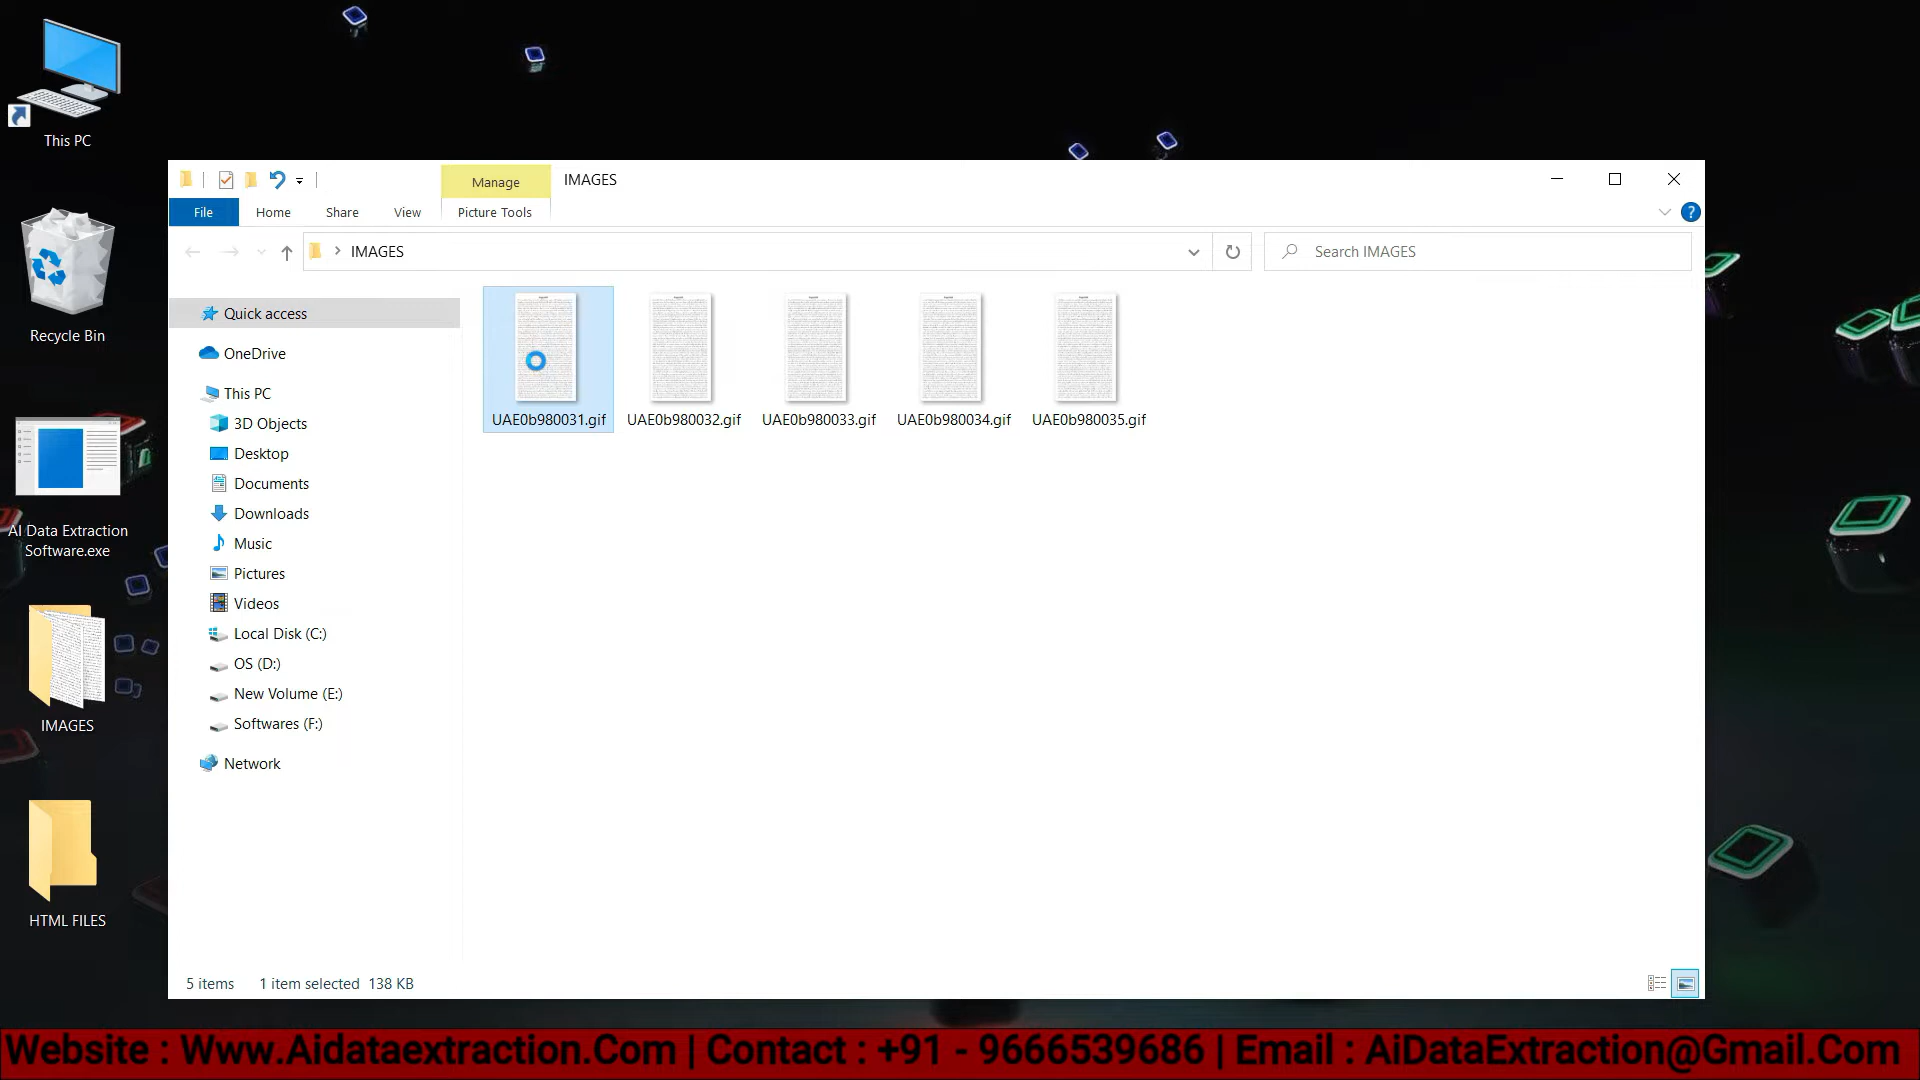 This PC
Recycle Bin
AI Data Extraction
Software.exe
IMAGES
HTML FILES
Manage
IMAGES
File
Home
Share
View
Picture Tools
IMAGES
Search IMAGES
Quick access
OneDrive
This PC
3D Objects
Desktop
Documents
Downloads
Music
Pictures
Videos
Local Disk (C:)
OS (D:)
New Volume (E:)
Softwares (F:)
Network
UAE0b980031.gif
UAE0b980032.gif
UAE0b980033.gif
UAE0b980034.gif
UAE0b980035.gif
5 items
1 item selected 138 KB
Website : Www.Aidataextraction.Com | Contact : +91 - 9666539686 | Email : AiDataExtraction@Gmail.Com